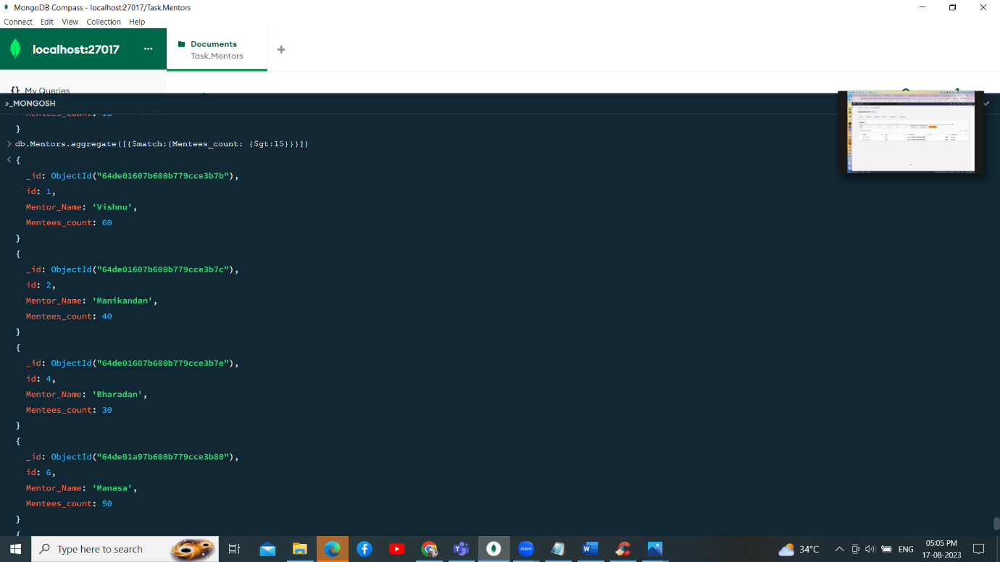 MongoDB Compass - localhost:27017/Task.Mentors
Connect Edit View Collection Help
localhost:27017 ...
Documents
Task.Mentors
+
{} My Queries
>_MONGOSH
Mentees_count: 18
}
> db.Mentors.aggregate([{$match:{Mentees_count: {$gt:15}}}])
< {
_id: ObjectId("64de01607b600b779cce3b7b"),
id: 1,
Mentor_Name: 'Vishnu',
Mentees_count: 60
}
{
_id: ObjectId("64de01607b600b779cce3b7c"),
id: 2,
Mentor_Name: 'Manikandan',
Mentees_count: 40
}
{
_id: ObjectId("64de01607b600b779cce3b7e"),
id: 4,
Mentor_Name: 'Bharadan',
Mentees_count: 30
}
{
_id: ObjectId("64de01a97b600b779cce3b80"),
id: 6,
Mentor_Name: 'Manasa',
Mentees_count: 50
}
{
Type here to search
zoom
34°C
ENG
05:05 PM
17-08-2023